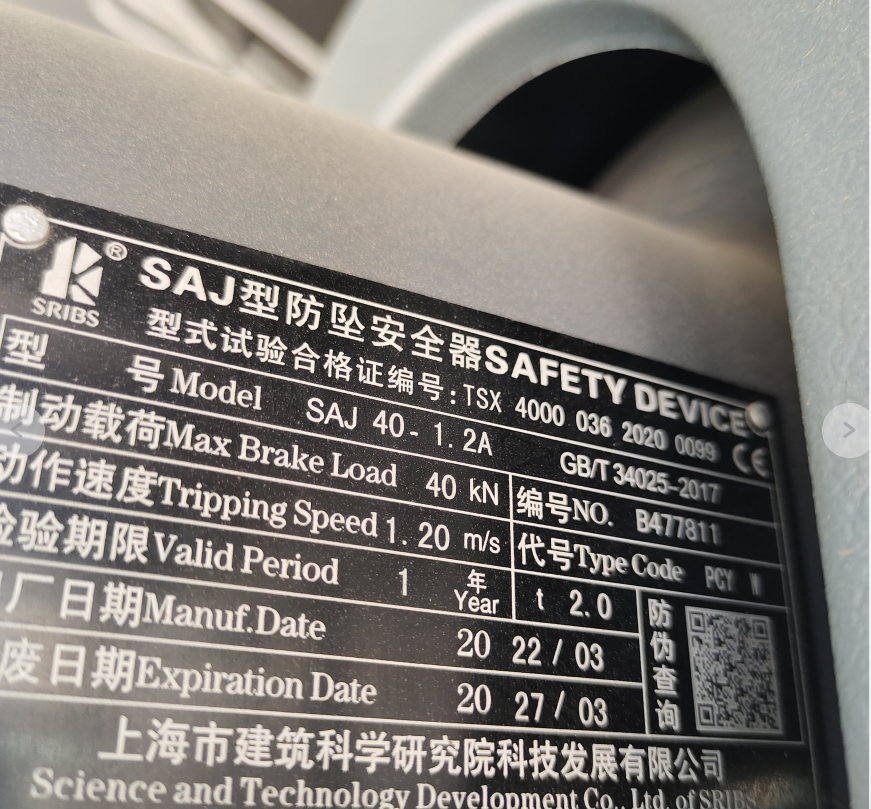 SRIBS ®
SAJ型防坠安全器SAFETY DEVICE
型式试验合格证编号:TSX 4000 036 2020 0099 CE
型 号Model SAJ 40-1.2A GB/T 34025-2017
制动载荷Max Brake Load 40 kN 编号NO. B477811
动作速度Tripping Speed 1.20 m/s 代号Type Code PCY
验期限Valid Period 1 年 Year t 2.0
厂日期Manuf.Date 20 22 / 03
废日期Expiration Date 20 27 / 03
防伪查询
上海市建筑科学研究院科技发展有限公司
Science and Technology Development Co., Ltd. of SRIBS